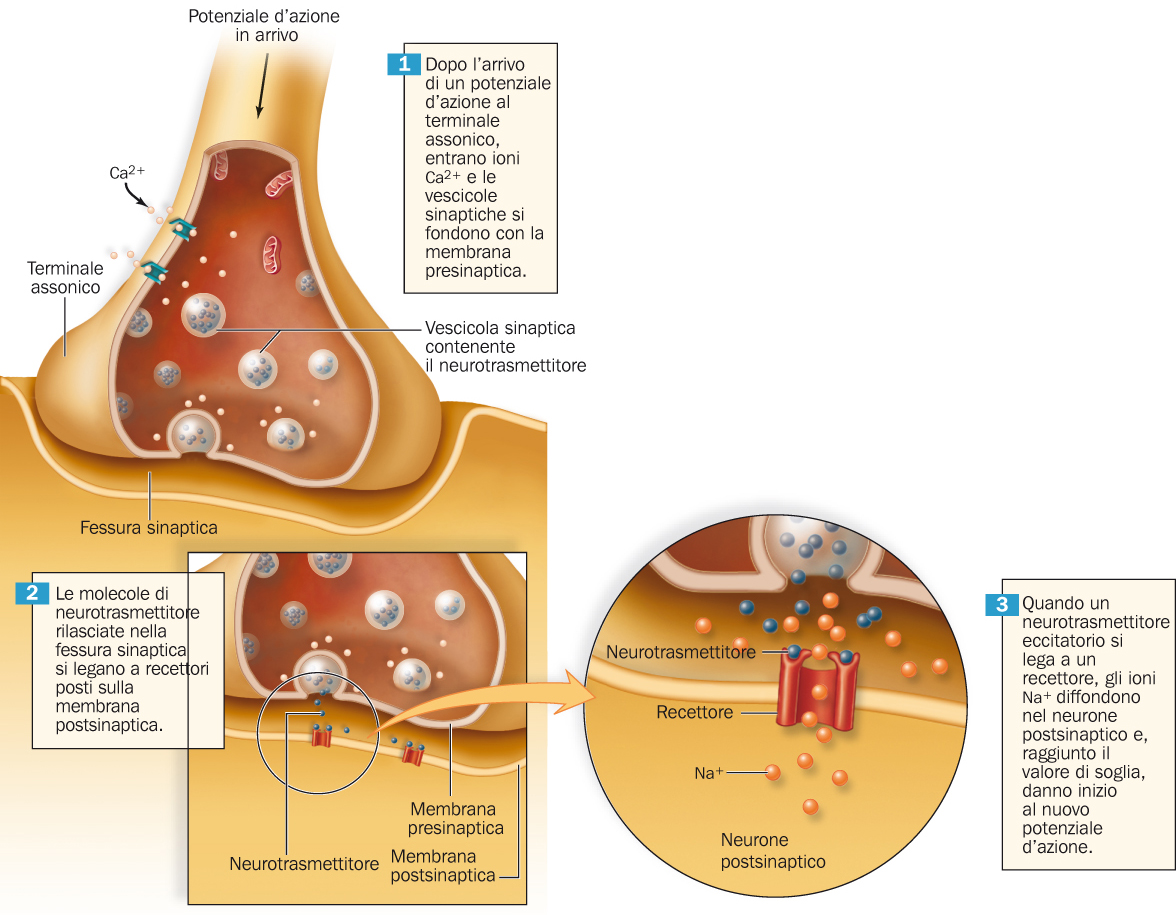 Potenziale d'azione
in arrivo
1 Dopo l'arrivo
di un potenziale
d'azione al
terminale
assonico,
entrano ioni
Ca²⁺ e le
vescicole
sinaptiche si
fondono con la
membrana
presinaptica.
Ca²⁺
Terminale
assonico
Vescicola sinaptica
contenente
il neurotrasmettitore
Fessura sinaptica
2 Le molecole di
neurotrasmettitore
rilasciate nella
fessura sinaptica
si legano a recettori
posti sulla
membrana
postsinaptica.
Membrana
presinaptica
Neurotrasmettitore
Membrana
postsinaptica
Neurotrasmettitore
Recettore
Na⁺
Neurone
postsinaptico
3 Quando un
neurotrasmettitore
eccitatorio si
lega a un
recettore, gli ioni
Na⁺ diffondono
nel neurone
postsinaptico e,
raggiunto il
valore di soglia,
danno inizio
al nuovo
potenziale
d'azione.